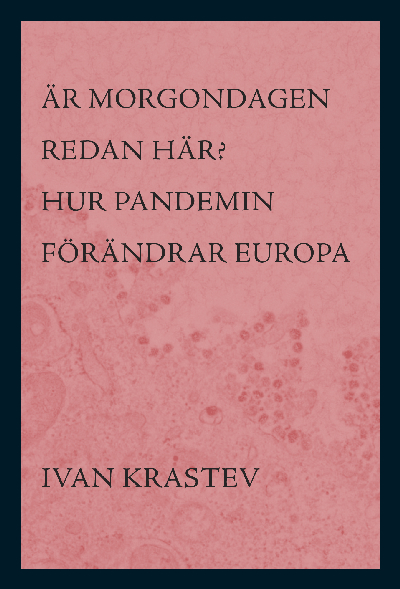 ÄR MORGONDAGEN
REDAN HÄR?
HUR PANDEMIN
FÖRÄNDRAR EUROPA
IVAN KRASTEV